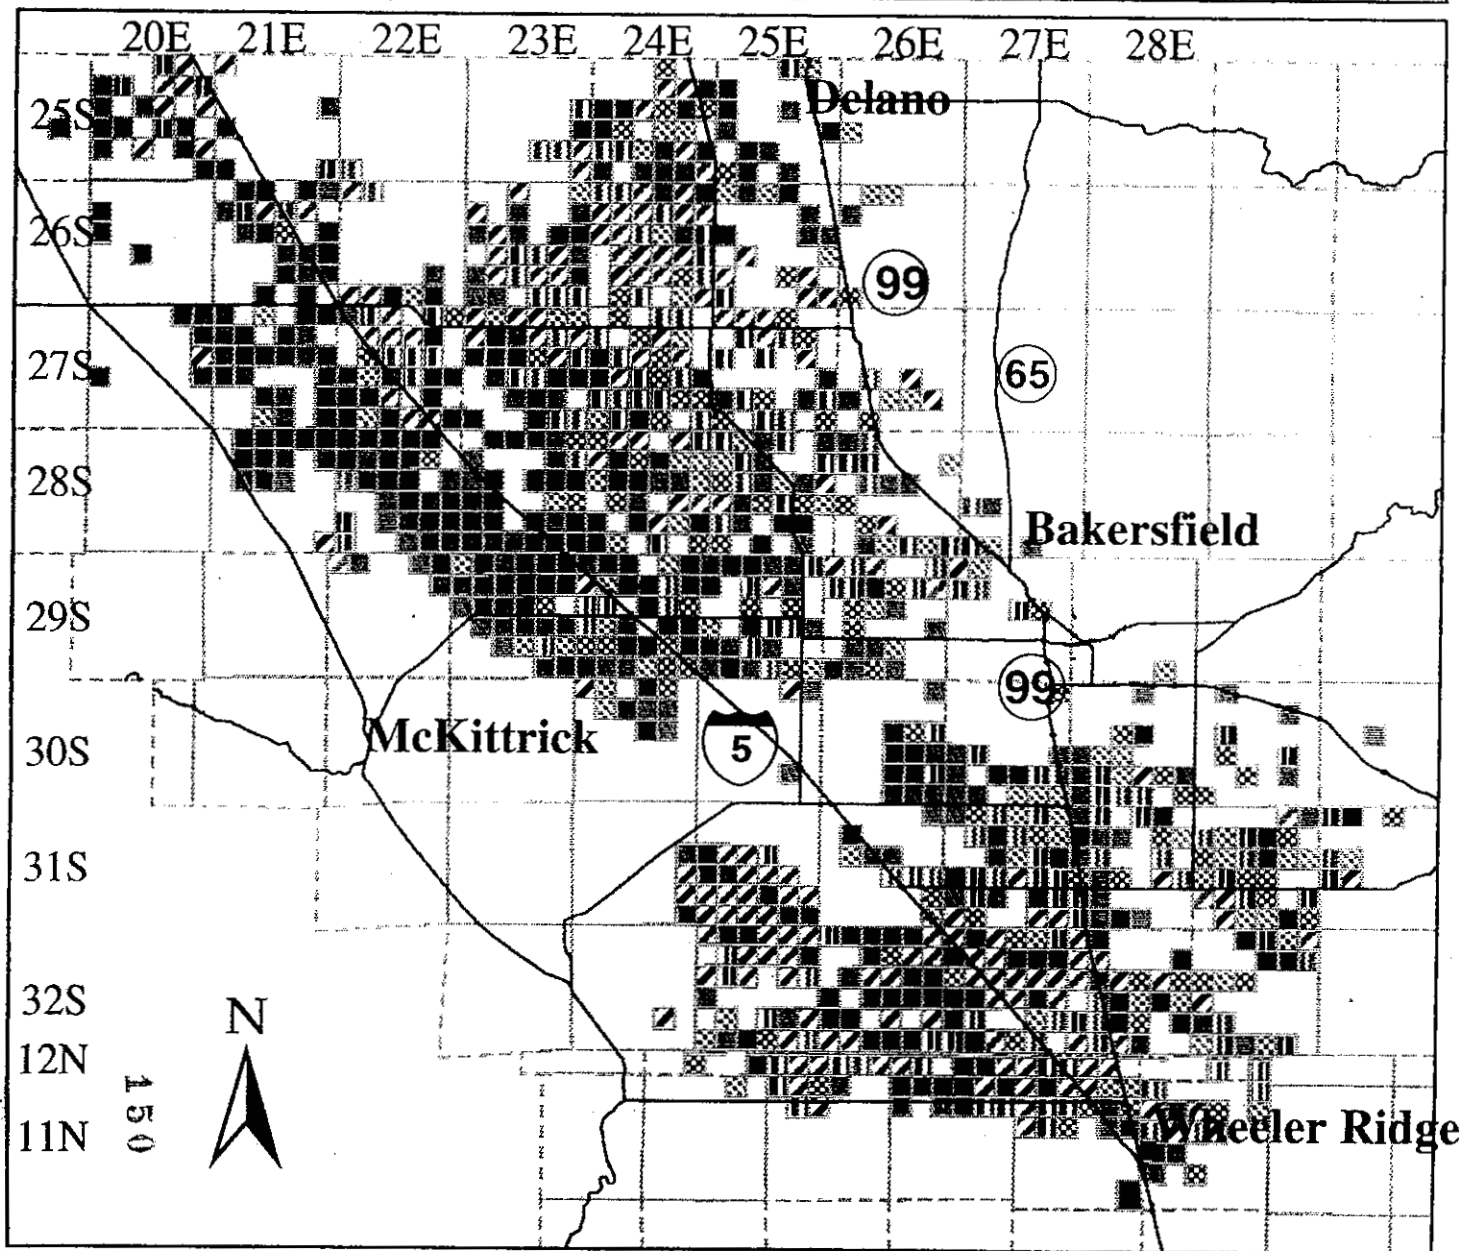 20E 21E 22E 23E 24E 25E 26E 27E 28E
25S
Delano
26S
99
27S
65
28S
Bakersfield
29S
99
McKittrick
30S
5
31S
32S
N
12N
150
11N
Wheeler Ridge